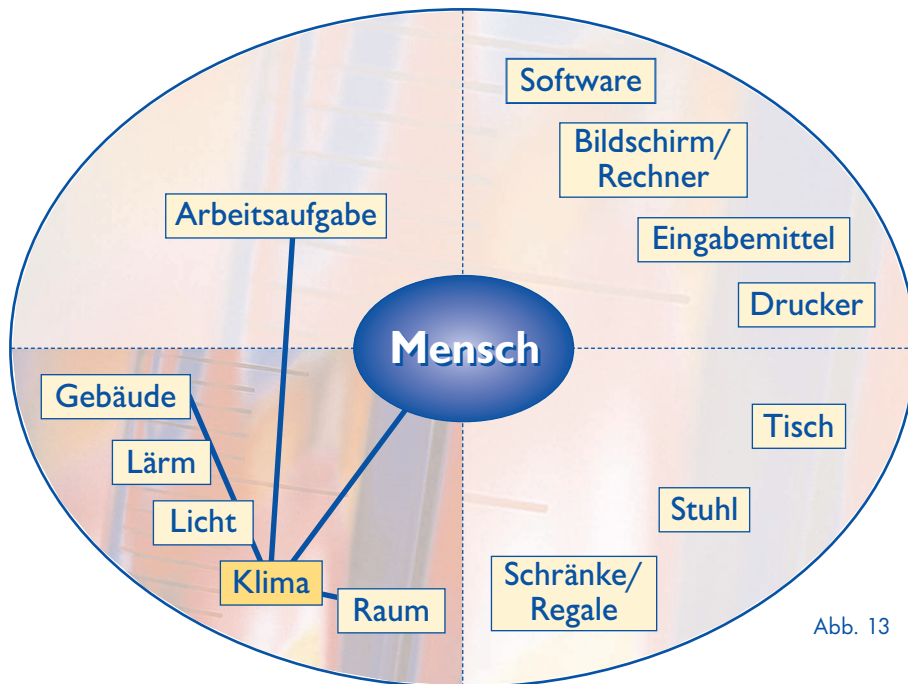 Software
Bildschirm/
Rechner
Arbeitsaufgabe
Eingabemittel
Drucker
Mensch
Gebäude
Lärm
Licht
Klima
Raum
Tisch
Stuhl
Schränke/
Regale
Abb. 13